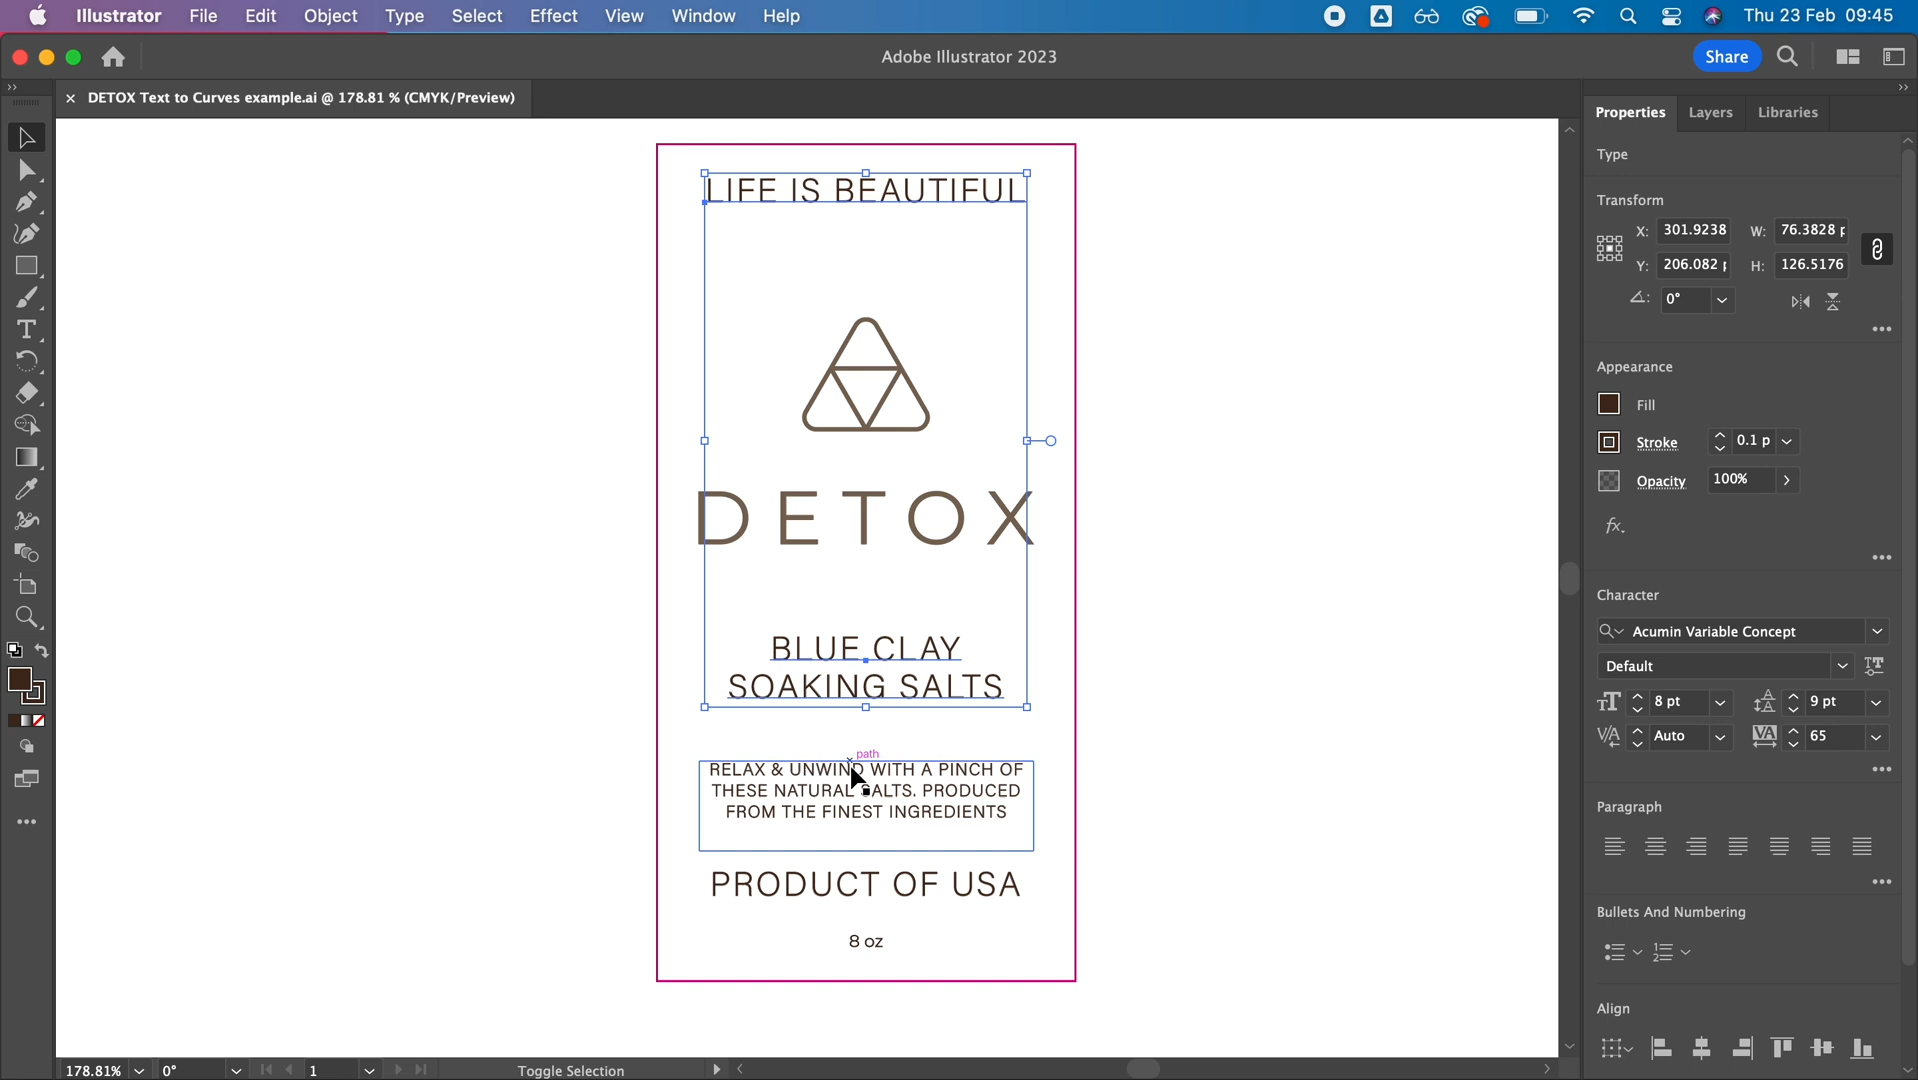 Illustrator File Edit Object Type Select Effect View Window Help Thu 23 Feb 09:45
Adobe Illustrator 2023 Share
× DETOX Text to Curves example.ai @ 178.81 % (CMYK/Preview)
Properties Layers Libraries
Type
Transform
X: 301.9238 W: 76.3828 p
Y: 206.082 p H: 126.5176
0°
Appearance
Fill
Stroke 0.1 p
Opacity 100%
fx.
Character
Acumin Variable Concept
Default
8 pt 9 pt
Auto 65
Paragraph
Bullets And Numbering
Align
LIFE IS BEAUTIFUL
DETOX
BLUE CLAY
SOAKING SALTS
path
RELAX & UNWIND WITH A PINCH OF
THESE NATURAL SALTS. PRODUCED
FROM THE FINEST INGREDIENTS
PRODUCT OF USA
8 oz
178.81% 0° 1 Toggle Selection